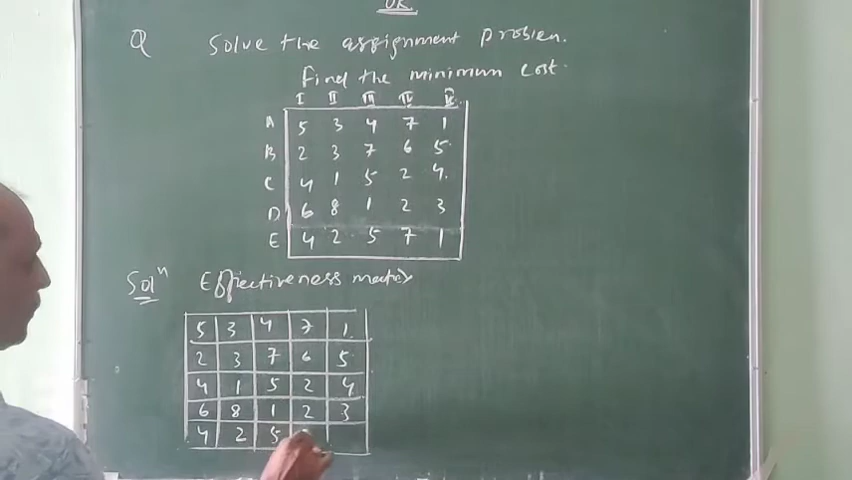 OR
Q Solve the assignment problem.
Find the minimum cost.
I II III IV V
A 5 3 4 7 1
B 2 3 7 6 5
C 4 1 5 2 4
D 6 8 1 2 3
E 4 2 5 7 1
Solⁿ Effectiveness matrix
5 3 4 7 1
2 3 7 6 5
4 1 5 2 4
6 8 1 2 3
4 2 5